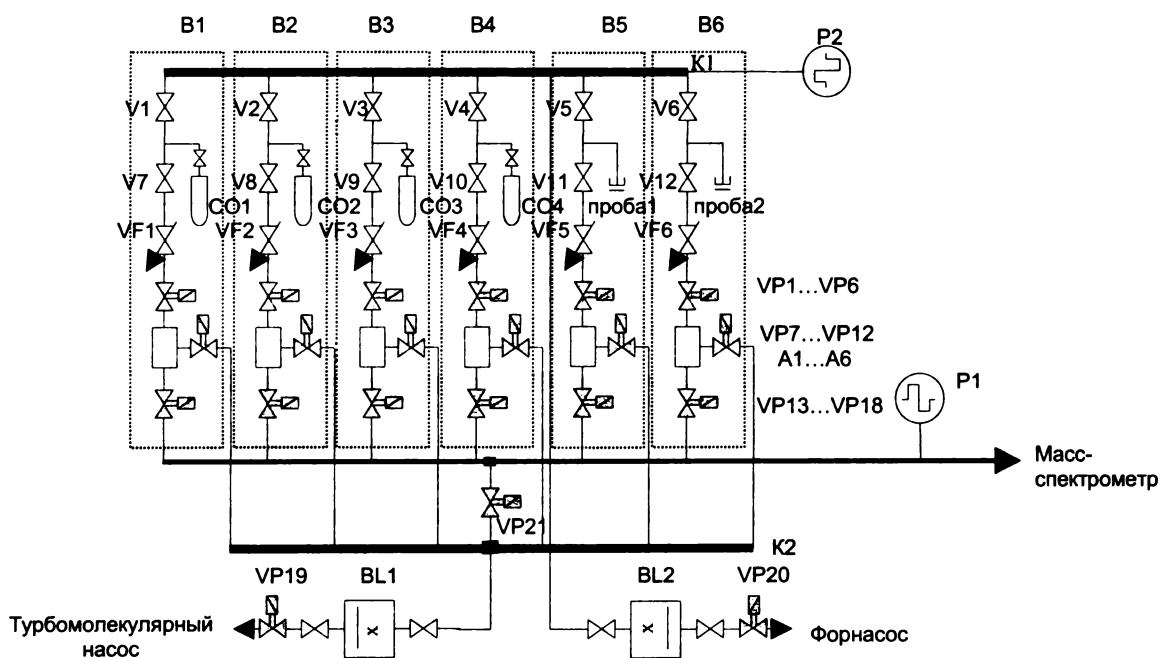 B1 B2 B3 B4 B5 B6
P2
K1
V1 V2 V3 V4 V5 V6
V7 V8 V9 V10 V11 V12
CO1 CO2 CO3 CO4 проба1 проба2
VF1 VF2 VF3 VF4 VF5 VF6
VP1...VP6
VP7...VP12
A1...A6
P1
VP13...VP18
Масс-
спектрометр
VP21
K2
VP19 BL1 BL2 VP20
x x
Турбомолекулярный
насос
Форнасос